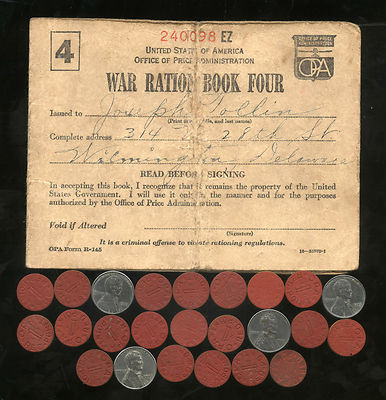 240098 EZ
4
UNITED STATES OF AMERICA
OFFICE OF PRICE ADMINISTRATION
OFFICE OF PRICE
ADMINISTRATION
OPA
WAR RATION BOOK FOUR
Issued to Joseph
(Print first, middle, and last names)
Complete address 314 28th St
Wilmington, Delaware
READ BEFORE SIGNING
In accepting this book, I recognize that it remains the property of the United
States Government. I will use it only in the manner and for the purposes
authorized by the Office of Price Administration.
Void if Altered
(Signature)
It is a criminal offense to violate rationing regulations.
OPA Form R-145